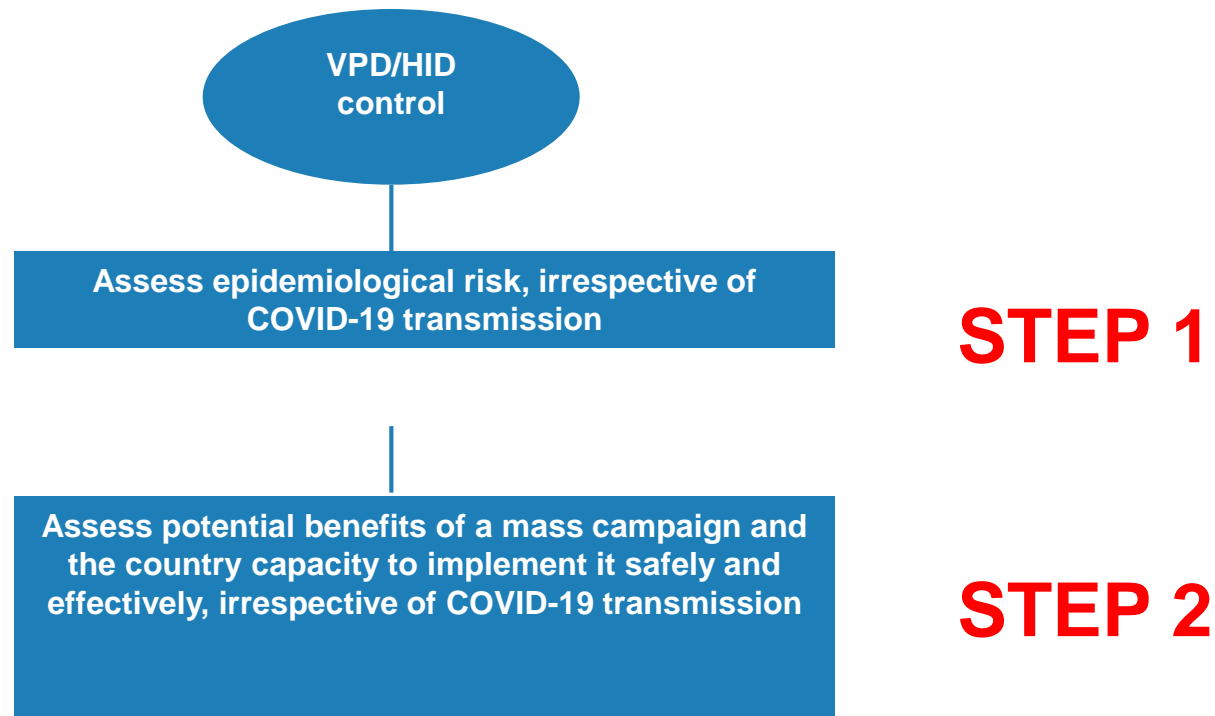 VPD/HID
control
Assess epidemiological risk, irrespective of
COVID-19 transmission
STEP 1
Assess potential benefits of a mass campaign and
the country capacity to implement it safely and
effectively, irrespective of COVID-19 transmission
STEP 2